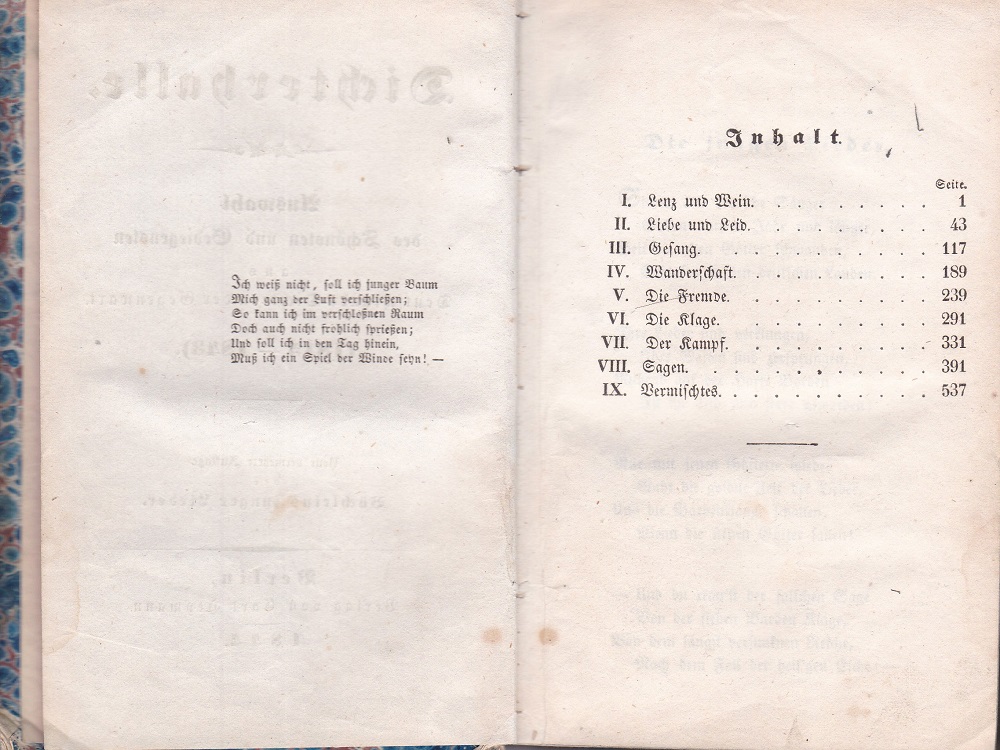 Ich weiß nicht, soll ich junger Baum
Mich ganz der Luft verschließen;
So kann ich im verschloßnen Raum
Doch auch nicht fröhlich sprießen;
Und soll ich in den Tag hinein,
Muß ich ein Spiel der Winde seyn! —
Inhalt.
Seite.
I. Lenz und Wein. . . . . . . . . 1
II. Liebe und Leid. . . . . . . . . 43
III. Gesang. . . . . . . . . . . 117
IV. Wanderschaft. . . . . . . . . 189
V. Die Fremde. . . . . . . . . . 239
VI. Die Klage. . . . . . . . . . 291
VII. Der Kampf. . . . . . . . . . 331
VIII. Sagen. . . . . . . . . . . 391
IX. Vermischtes. . . . . . . . . . 537